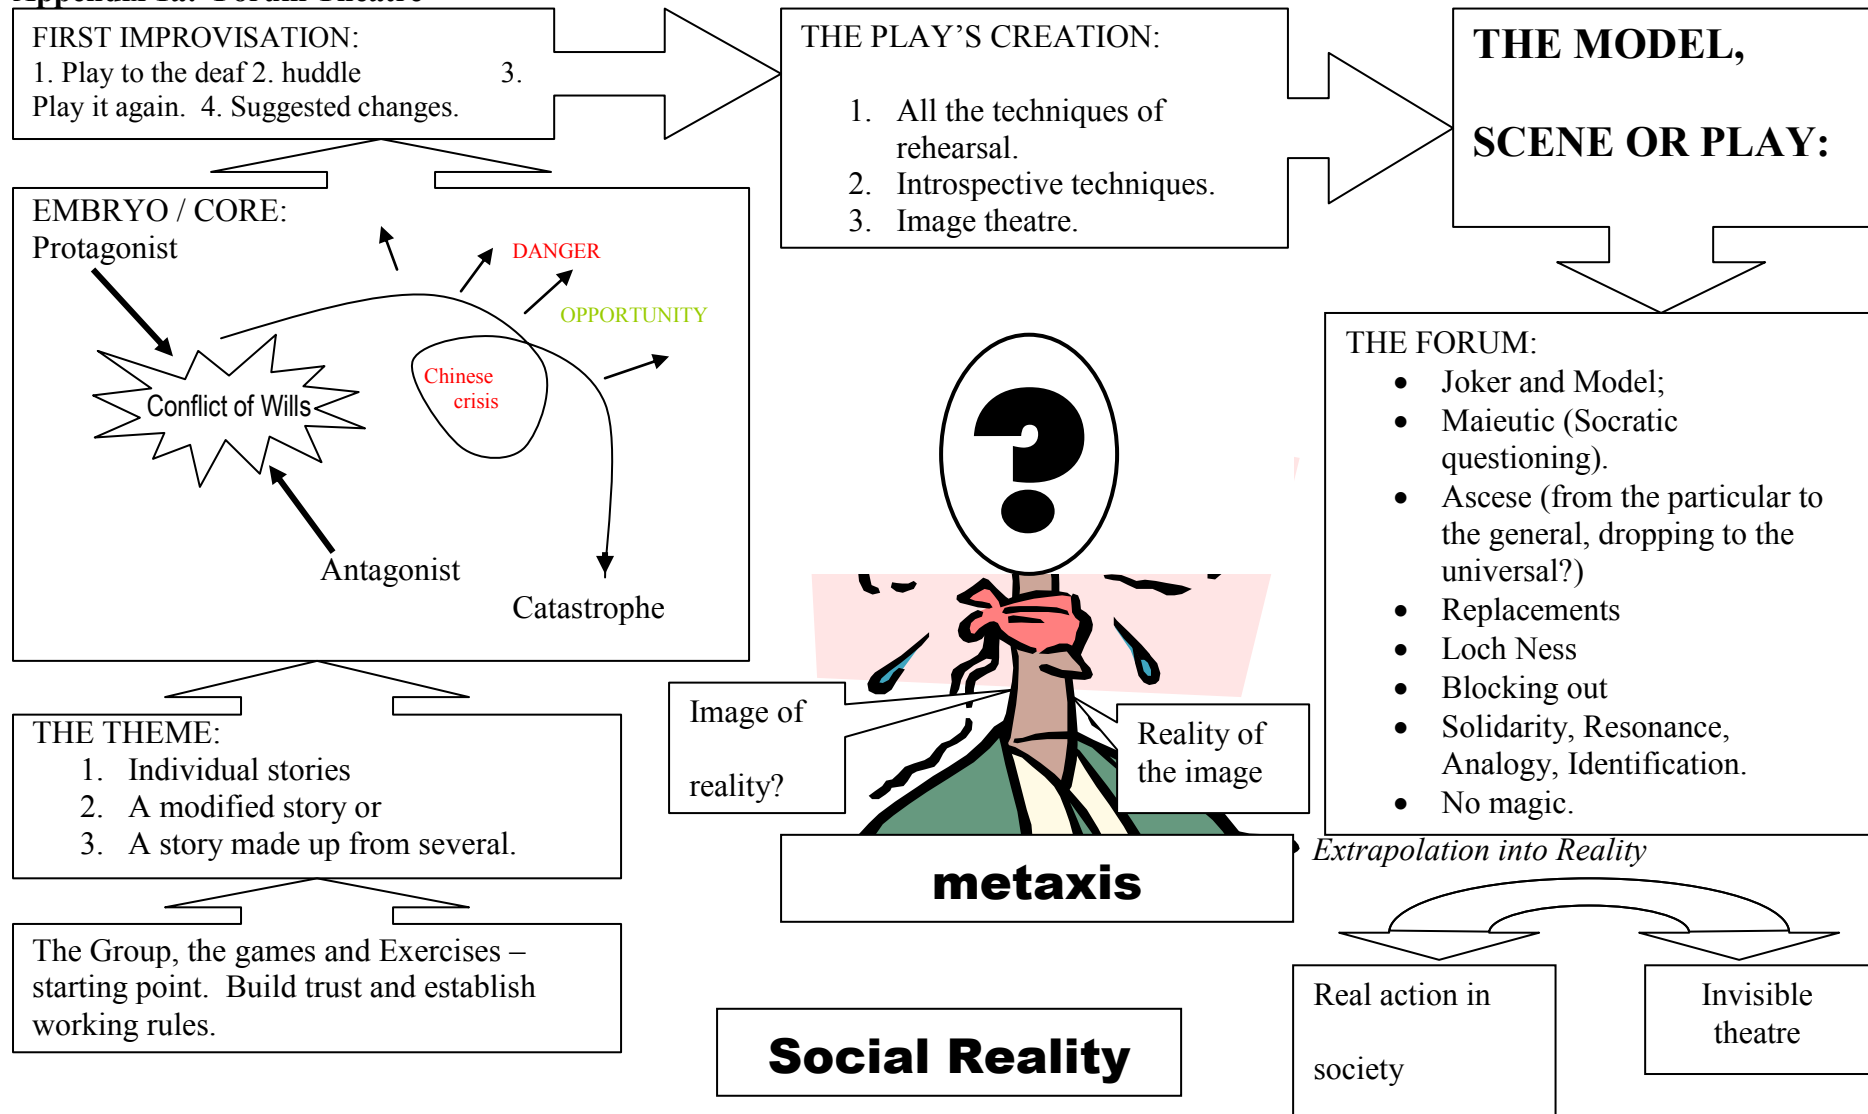 Appendix 1a: Forum Theatre
FIRST IMPROVISATION:
1. Play to the deaf 2. huddle 3.
Play it again. 4. Suggested changes.
THE PLAY’S CREATION:
1. All the techniques of
rehearsal.
2. Introspective techniques.
3. Image theatre.
THE MODEL,
SCENE OR PLAY:
EMBRYO / CORE:
Protagonist
DANGER
OPPORTUNITY
Chinese
crisis
Conflict of Wills
Antagonist
Catastrophe
THE FORUM:
• Joker and Model;
• Maieutic (Socratic
questioning).
• Ascese (from the particular to
the general, dropping to the
universal?)
• Replacements
• Loch Ness
• Blocking out
• Solidarity, Resonance,
Analogy, Identification.
• No magic.
?
Image of
reality?
Reality of
the image
THE THEME:
1. Individual stories
2. A modified story or
3. A story made up from several.
metaxis
Extrapolation into Reality
The Group, the games and Exercises –
starting point. Build trust and establish
working rules.
Social Reality
Real action in
society
Invisible
theatre